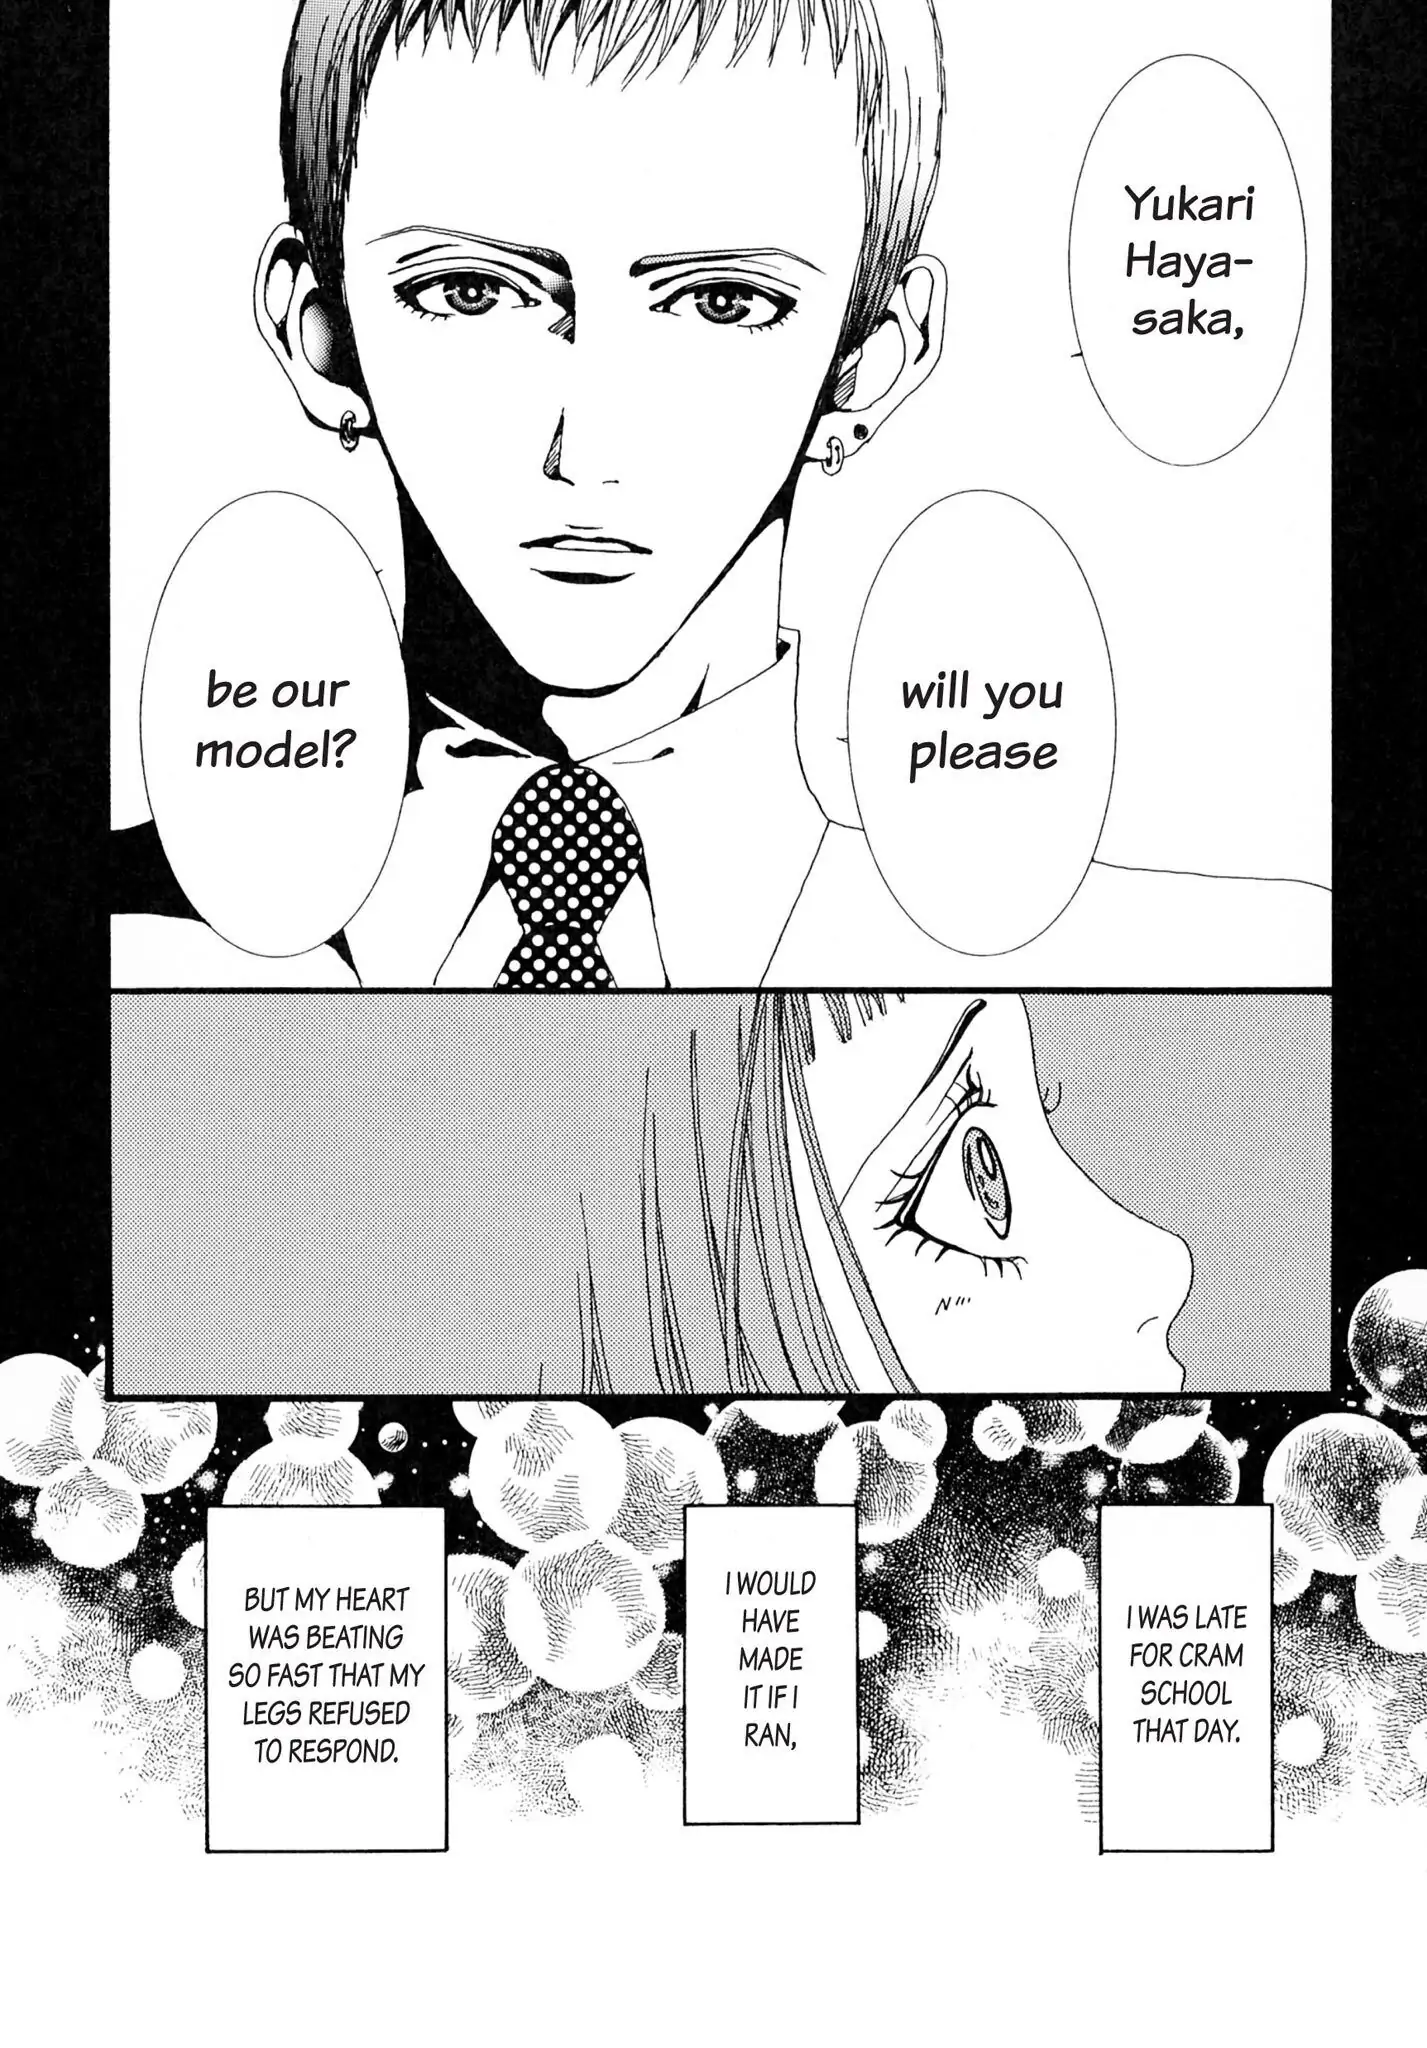 Yukari
Haya-
saka,
will you
please
be our
model?
I WAS LATE
FOR CRAM
SCHOOL
THAT DAY.
I WOULD
HAVE
MADE
IT IF I
RAN,
BUT MY HEART
WAS BEATING
SO FAST THAT MY
LEGS REFUSED
TO RESPOND.